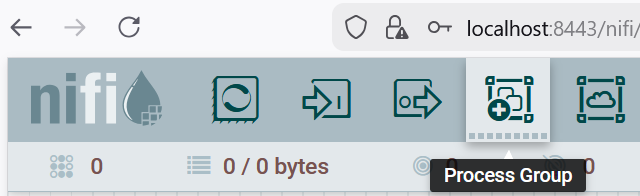 localhost:8443/nifi/
nifi
0 0 / 0 bytes 0 0
Process Group